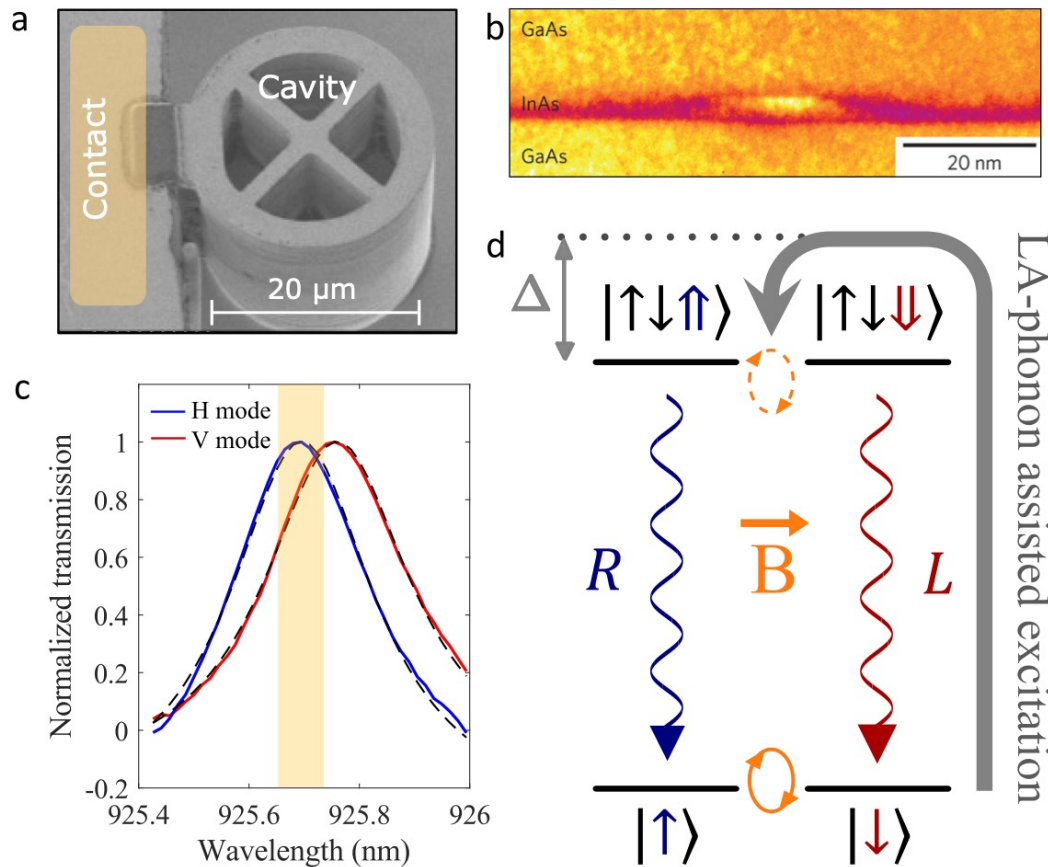 a
Contact
Cavity
20 μm
b
GaAs
InAs
GaAs
20 nm
c
H mode
V mode
Normalized transmission
1
0.8
0.6
0.4
0.2
0
-0.2
925.4
925.6
925.8
926
Wavelength (nm)
d
Δ
|↑↓⇑⟩
|↑↓⇓⟩
R
B
L
|↑⟩
|↓⟩
LA-phonon assisted excitation